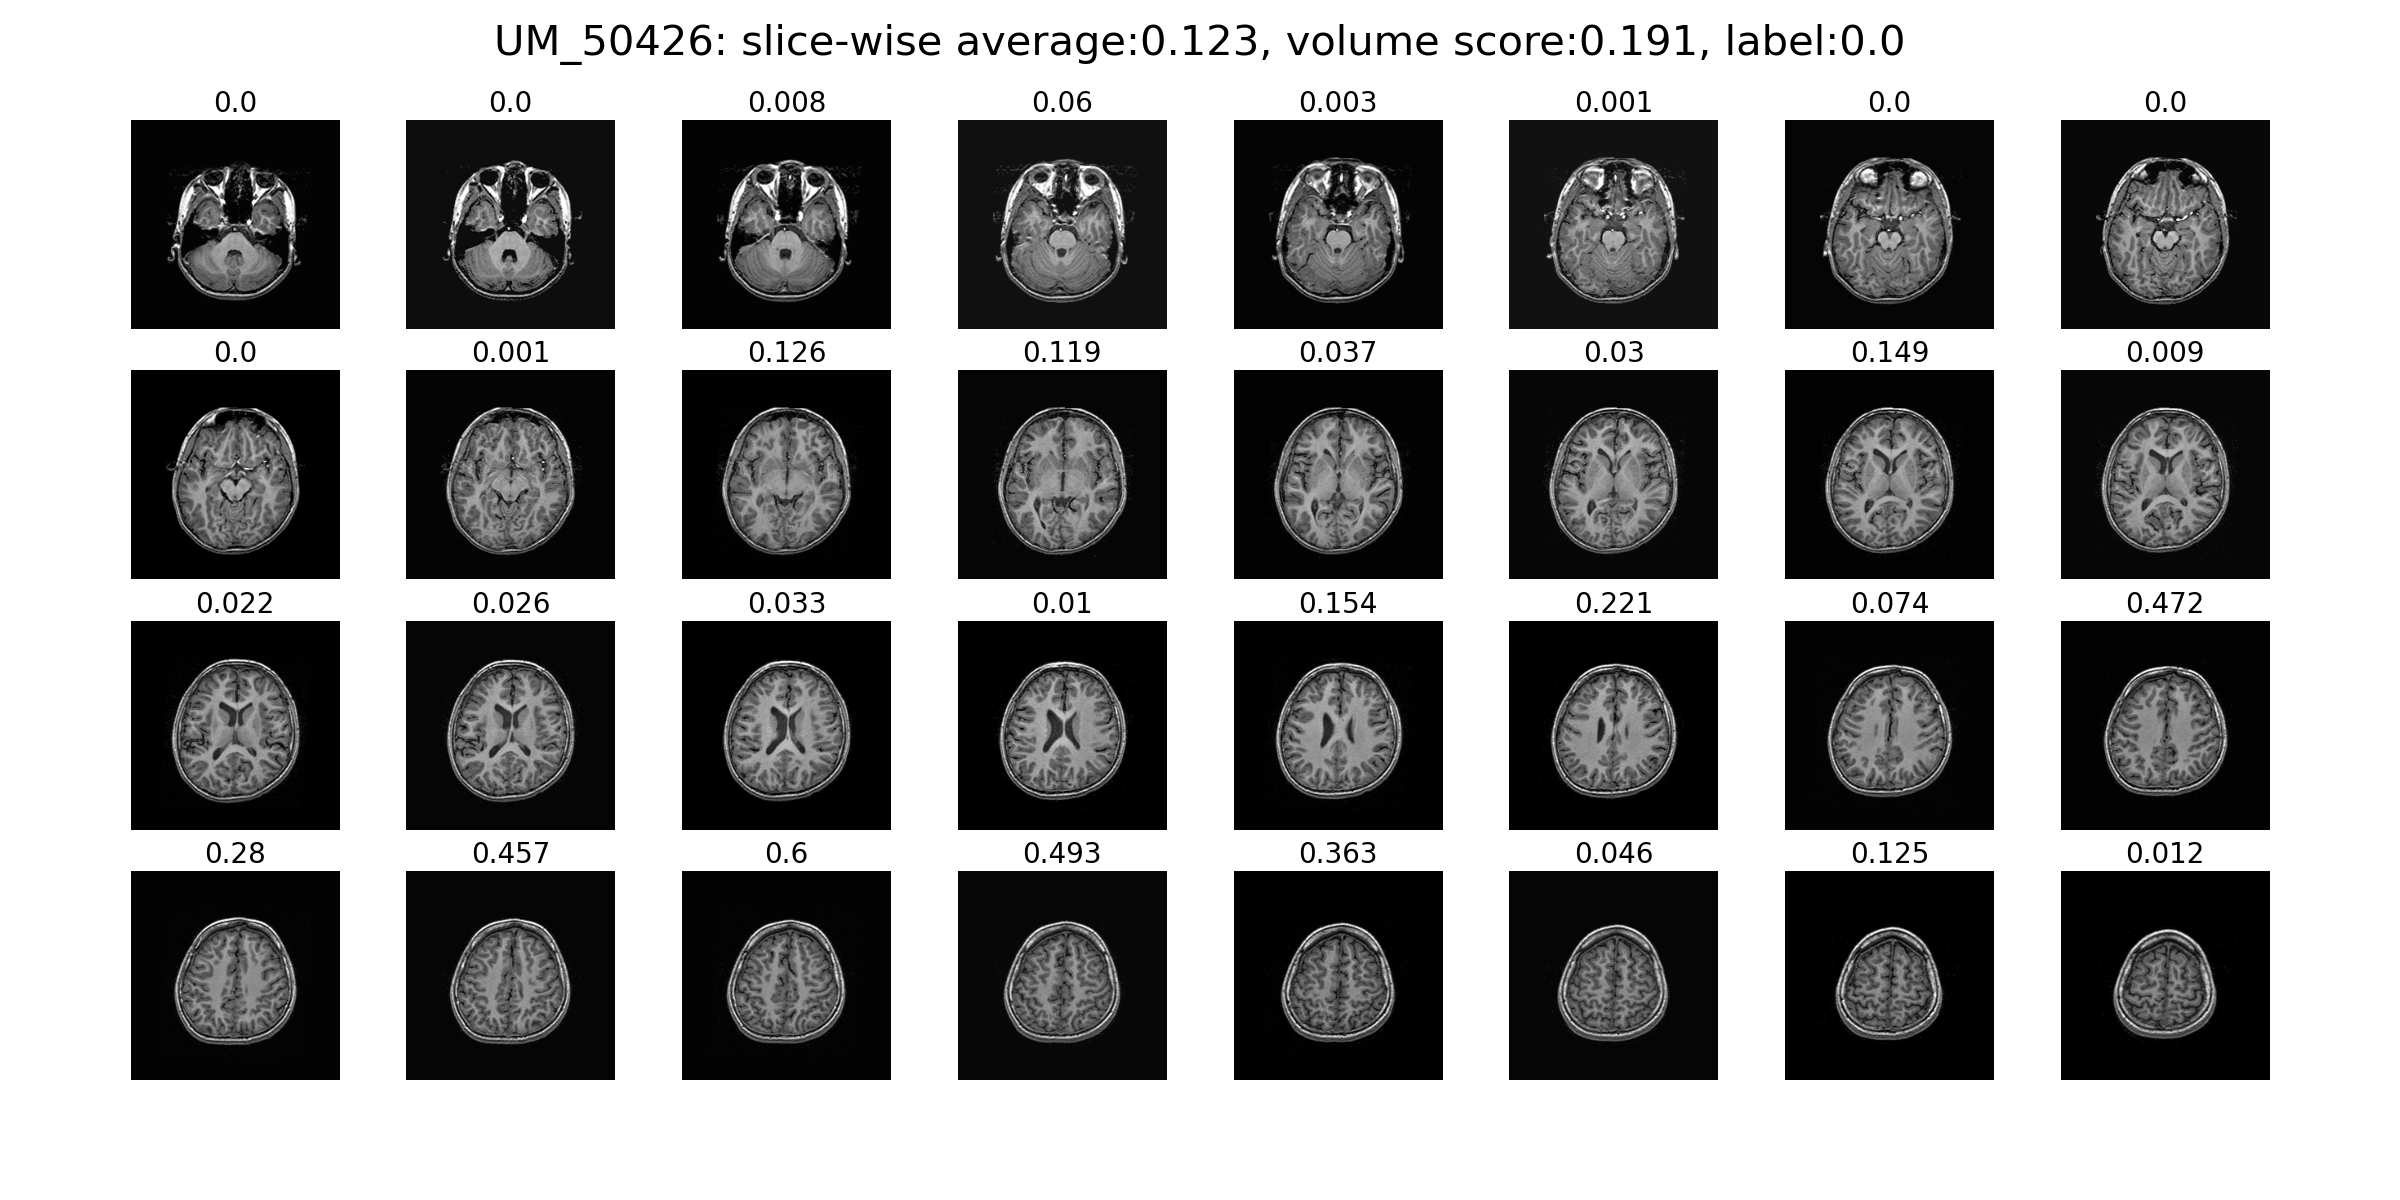 UM_50426: slice-wise average:0.123, volume score:0.191, label:0.0
0.0 0.0 0.008 0.06 0.003 0.001 0.0 0.0
0.0 0.001 0.126 0.119 0.037 0.03 0.149 0.009
0.022 0.026 0.033 0.01 0.154 0.221 0.074 0.472
0.28 0.457 0.6 0.493 0.363 0.046 0.125 0.012